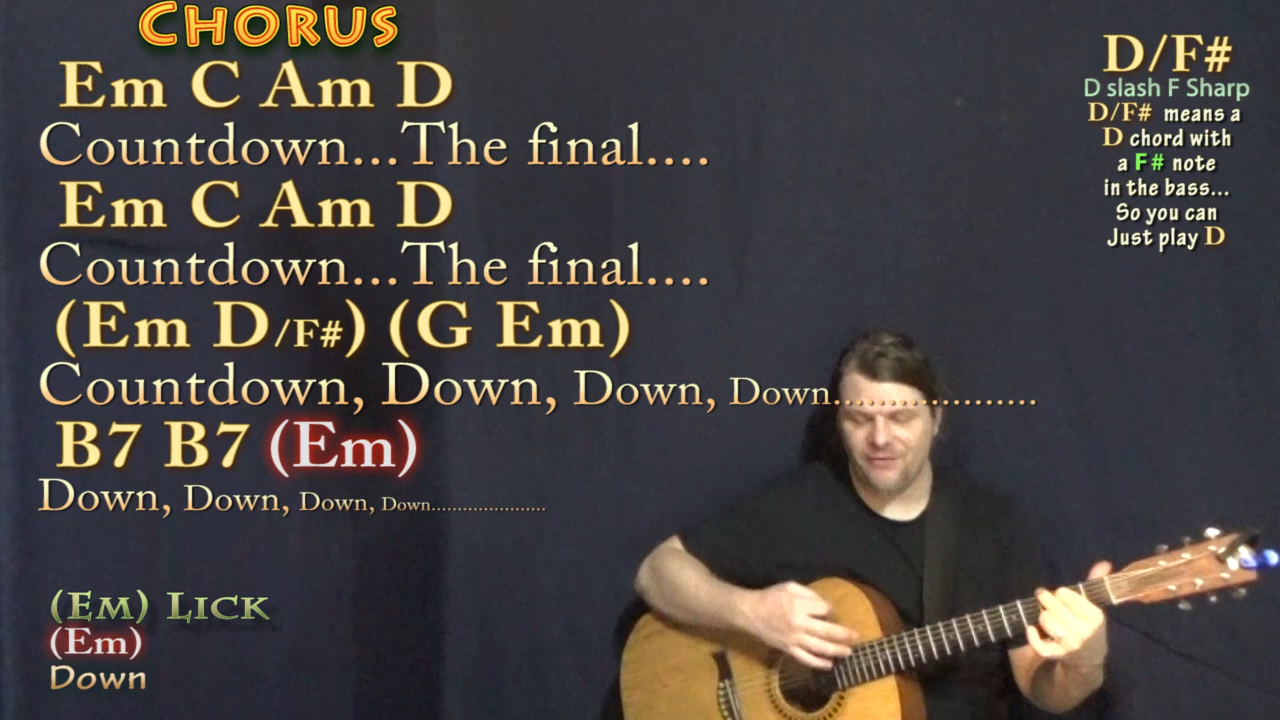 CHORUS
Em C Am D
Countdown...The final....
Em C Am D
Countdown...The final....
(Em D/F#) (G Em)
Countdown, Down, Down, Down...................
B7 B7 (Em)
Down, Down, Down, Down......................
(EM) LICK
(Em)
Down
D/F#
D slash F Sharp
D/F# means a
D chord with
a F# note
in the bass...
So you can
Just play D